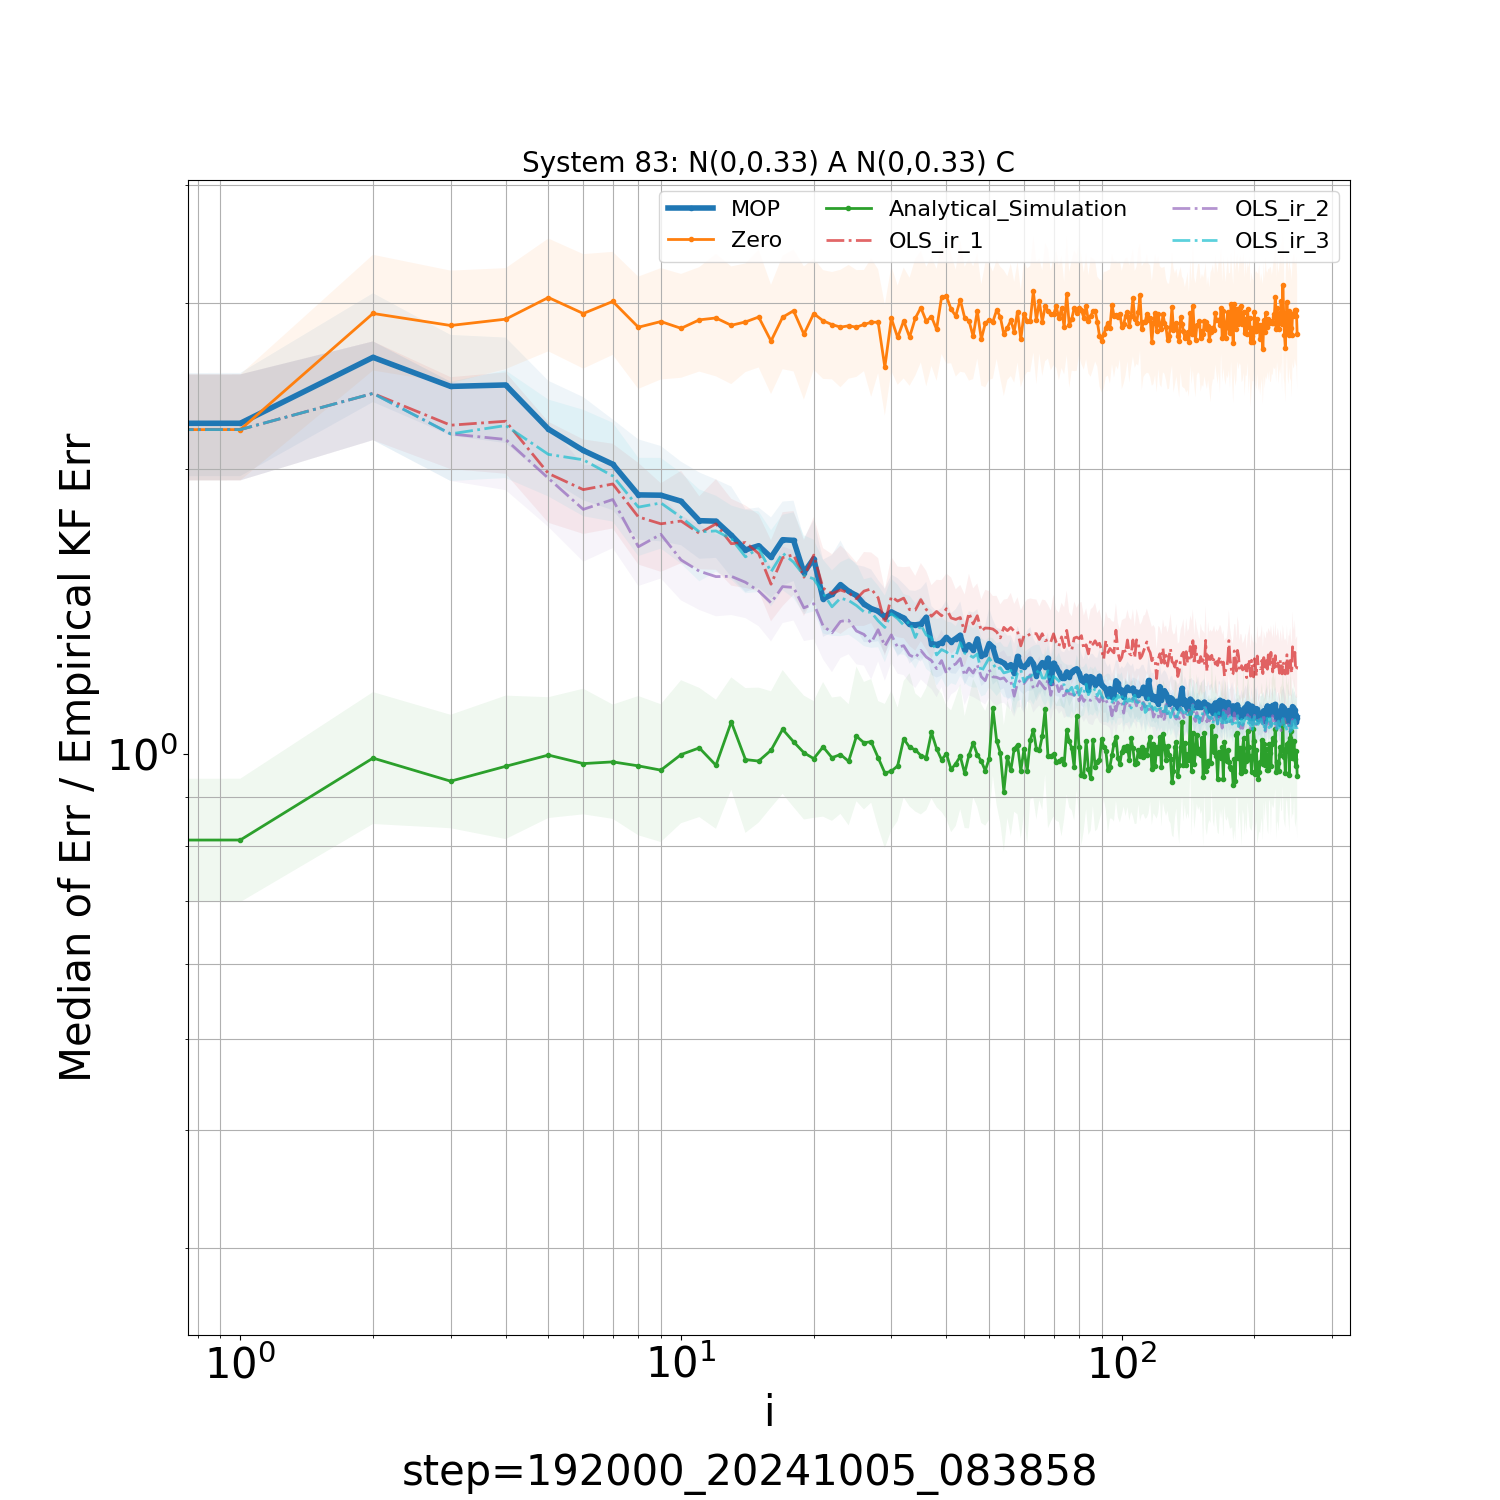 System 83: N(0,0.33) A N(0,0.33) C
MOP
Zero
Analytical_Simulation
OLS_ir_1
OLS_ir_2
OLS_ir_3
Median of Err / Empirical KF Err
10⁰
10⁰ 10¹ 10²
i
step=192000_20241005_083858